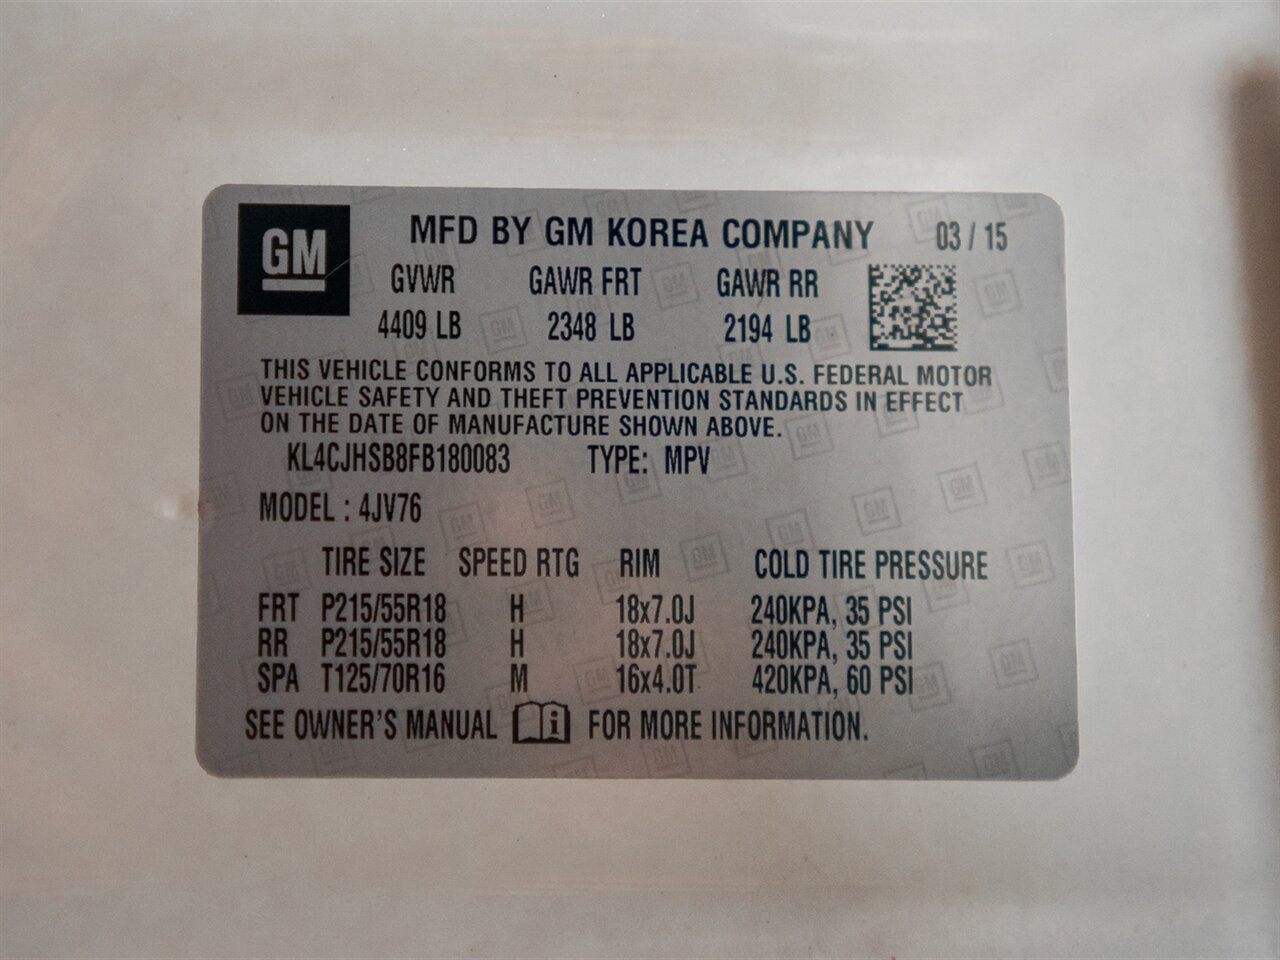 GM
MFD BY GM KOREA COMPANY 03 / 15
GVWR GAWR FRT GAWR RR
4409 LB 2348 LB 2194 LB
THIS VEHICLE CONFORMS TO ALL APPLICABLE U.S. FEDERAL MOTOR
VEHICLE SAFETY AND THEFT PREVENTION STANDARDS IN EFFECT
ON THE DATE OF MANUFACTURE SHOWN ABOVE.
KL4CJHSB8FB180083 TYPE: MPV
MODEL : 4JV76
TIRE SIZE SPEED RTG RIM COLD TIRE PRESSURE
FRT P215/55R18 H 18x7.0J 240KPA, 35 PSI
RR P215/55R18 H 18x7.0J 240KPA, 35 PSI
SPA T125/70R16 M 16x4.0T 420KPA, 60 PSI
SEE OWNER'S MANUAL i FOR MORE INFORMATION.